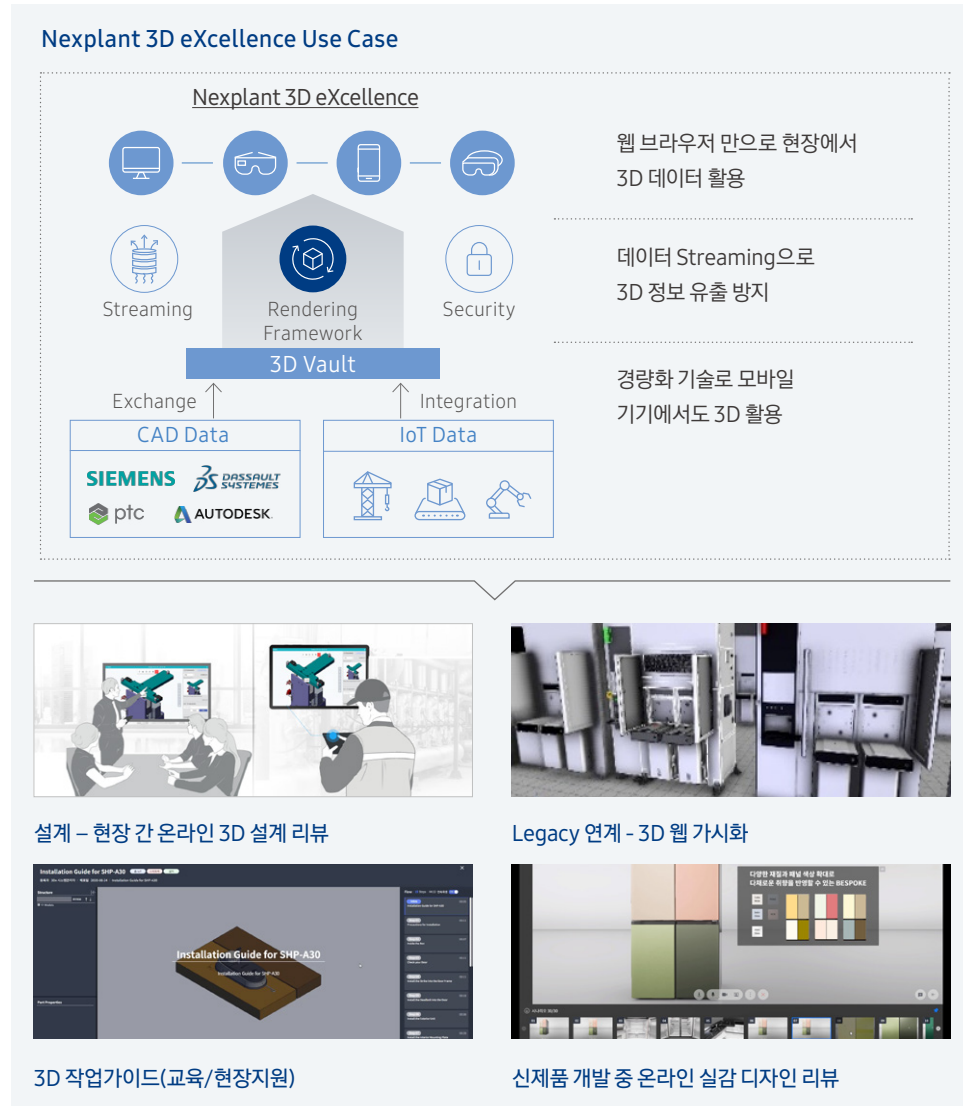 Nexplant 3D eXcellence Use Case
Nexplant 3D eXcellence
웹 브라우저 만으로 현장에서
3D 데이터 활용
Streaming
Rendering
Framework
Security
데이터 Streaming으로
3D 정보 유출 방지
3D Vault
Exchange
Integration
경량화 기술로 모바일
기기에서도 3D 활용
CAD Data
IoT Data
SIEMENS
DASSAULT
SYSTEMES
ptc
AUTODESK
설계 – 현장 간 온라인 3D 설계 리뷰
Legacy 연계 - 3D 웹 가시화
Installation Guide for SHP-A30
Structure
Part Properties
Installation Guide for SHP-A30
Installation Guide for SHP-A30
다양한 재질과 패널 색상 확대로
다채로운 취향을 반영할 수 있는 BESPOKE
3D 작업가이드(교육/현장지원)
신제품 개발 중 온라인 실감 디자인 리뷰